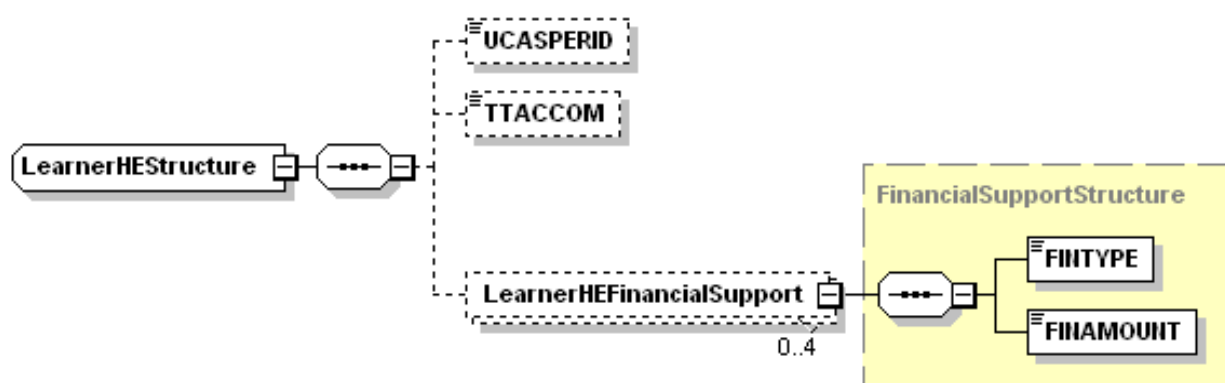 UCASPERID
TTACCOM
LearnerHEStructure
FinancialSupportStructure
FINTYPE
LearnerHEFinancialSupport
FINAMOUNT
0..4